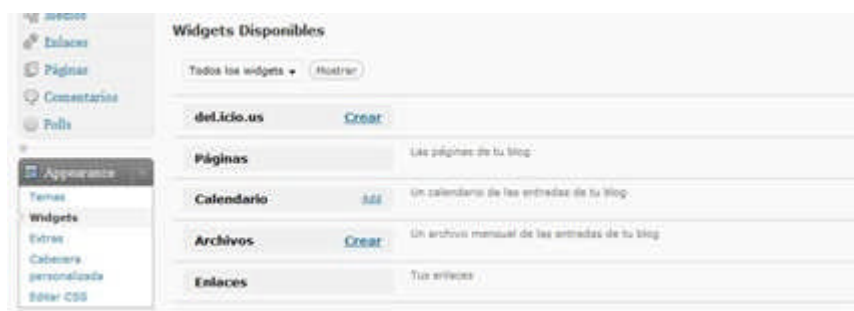 Medios
Enlaces
Páginas
Comentarios
Polls
Appearance
Temas
Widgets
Extras
Cabecera
personalizada
Editar CSS
Widgets Disponibles
Todos los widgets Mostrar
del.icio.us Crear
Páginas Las páginas de tu blog
Calendario Add Un calendario de las entradas de tu blog
Archivos Crear Un archivo mensual de las entradas de tu blog
Enlaces Tus enlaces